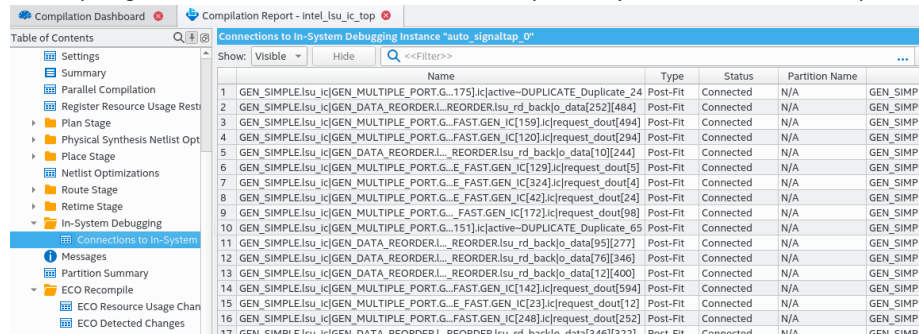 Compilation Dashboard
Compilation Report - intel_lsu_ic_top
Table of Contents
Settings
Summary
Parallel Compilation
Register Resource Usage Restr
Plan Stage
Physical Synthesis Netlist Opt
Place Stage
Netlist Optimizations
Route Stage
Retime Stage
In-System Debugging
Connections to In-System
Messages
Partition Summary
ECO Recompile
ECO Resource Usage Chan
ECO Detected Changes
Connections to In-System Debugging Instance "auto_signaltap_0"
Show: Visible Hide <<Filter>> ...
Name Type Status Partition Name
1 GEN_SIMPLE.lsu_ic|GEN_MULTIPLE_PORT.G...175].ic|active~DUPLICATE_Duplicate_24 Post-Fit Connected N/A GEN_SIMP
2 GEN_SIMPLE.lsu_ic|GEN_DATA_REORDER.l...REORDER.lsu_rd_back|o_data[252][484] Post-Fit Connected N/A GEN_SIMP
3 GEN_SIMPLE.lsu_ic|GEN_MULTIPLE_PORT.G...FAST.GEN_IC[159].ic|request_dout[494] Post-Fit Connected N/A GEN_SIMP
4 GEN_SIMPLE.lsu_ic|GEN_MULTIPLE_PORT.G...FAST.GEN_IC[120].ic|request_dout[294] Post-Fit Connected N/A GEN_SIMP
5 GEN_SIMPLE.lsu_ic|GEN_DATA_REORDER.l..._REORDER.lsu_rd_back|o_data[10][244] Post-Fit Connected N/A GEN_SIMP
6 GEN_SIMPLE.lsu_ic|GEN_MULTIPLE_PORT.G...E_FAST.GEN_IC[129].ic|request_dout[5] Post-Fit Connected N/A GEN_SIMP
7 GEN_SIMPLE.lsu_ic|GEN_MULTIPLE_PORT.G...E_FAST.GEN_IC[324].ic|request_dout[4] Post-Fit Connected N/A GEN_SIMP
8 GEN_SIMPLE.lsu_ic|GEN_MULTIPLE_PORT.G...E_FAST.GEN_IC[42].ic|request_dout[24] Post-Fit Connected N/A GEN_SIMP
9 GEN_SIMPLE.lsu_ic|GEN_MULTIPLE_PORT.G..._FAST.GEN_IC[172].ic|request_dout[98] Post-Fit Connected N/A GEN_SIMP
10 GEN_SIMPLE.lsu_ic|GEN_MULTIPLE_PORT.G...151].ic|active~DUPLICATE_Duplicate_65 Post-Fit Connected N/A GEN_SIMP
11 GEN_SIMPLE.lsu_ic|GEN_DATA_REORDER.l..._REORDER.lsu_rd_back|o_data[95][277] Post-Fit Connected N/A GEN_SIMP
12 GEN_SIMPLE.lsu_ic|GEN_DATA_REORDER.l..._REORDER.lsu_rd_back|o_data[76][346] Post-Fit Connected N/A GEN_SIMP
13 GEN_SIMPLE.lsu_ic|GEN_DATA_REORDER.l..._REORDER.lsu_rd_back|o_data[12][400] Post-Fit Connected N/A GEN_SIMP
14 GEN_SIMPLE.lsu_ic|GEN_MULTIPLE_PORT.G...FAST.GEN_IC[142].ic|request_dout[594] Post-Fit Connected N/A GEN_SIMP
15 GEN_SIMPLE.lsu_ic|GEN_MULTIPLE_PORT.G...E_FAST.GEN_IC[23].ic|request_dout[12] Post-Fit Connected N/A GEN_SIMP
16 GEN_SIMPLE.lsu_ic|GEN_MULTIPLE_PORT.G...FAST.GEN_IC[248].ic|request_dout[252] Post-Fit Connected N/A GEN_SIMP